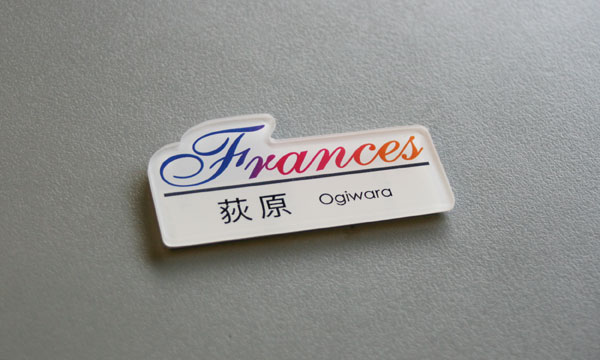 Frances
荻原 Ogiwara